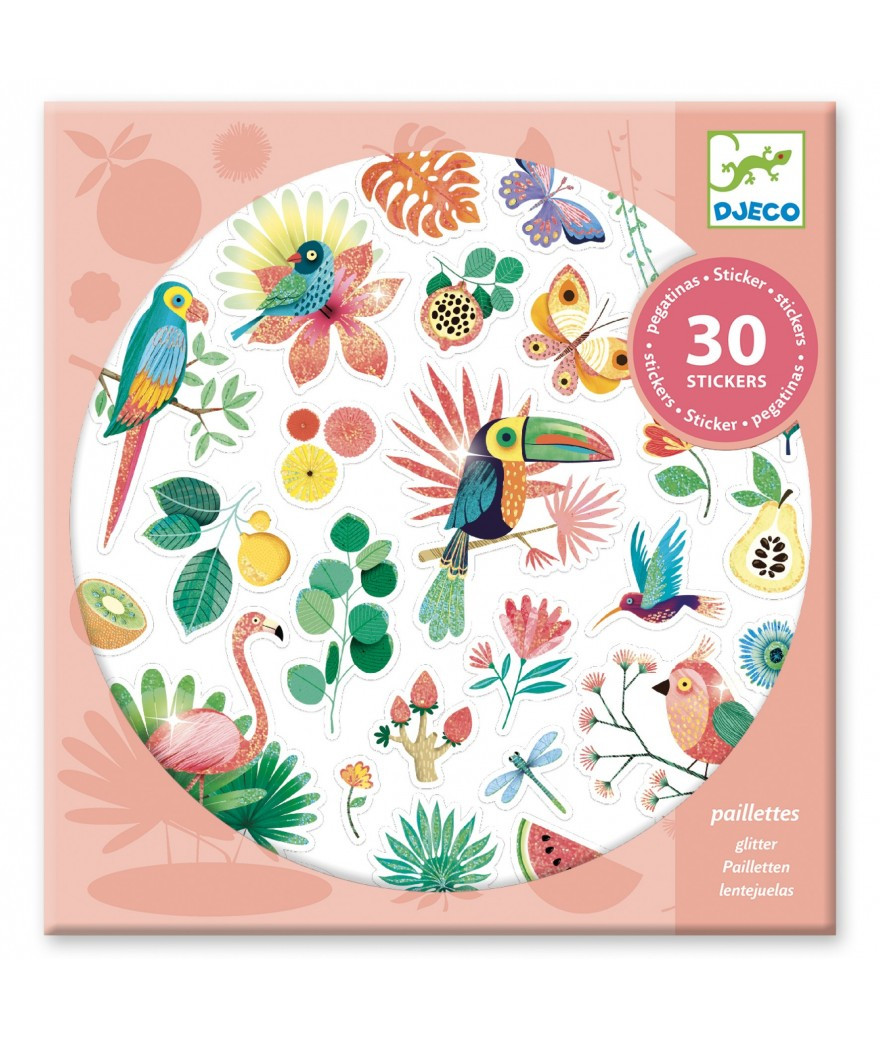 DJECO
pegatinas • Sticker • stickers
30
STICKERS
stickers • Sticker • pegatinas •
paillettes
glitter
Pailletten
lentejuelas